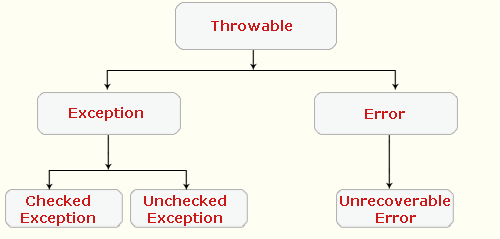 Throwable
Exception
Error
Checked
Exception
Unchecked
Exception
Unrecoverable
Error